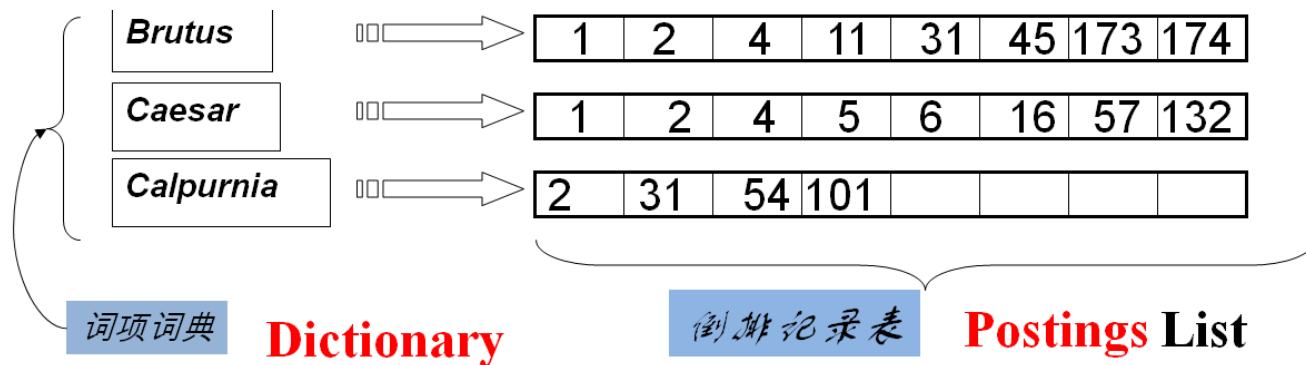 Brutus 1 2 4 11 31 45 173 174
Caesar 1 2 4 5 6 16 57 132
Calpurnia 2 31 54 101
词项词典 Dictionary 倒排记录表 Postings List